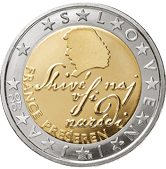 SLOVENIJA
FRANCE PREŠEREN
Shivé naj
vsi
narodi